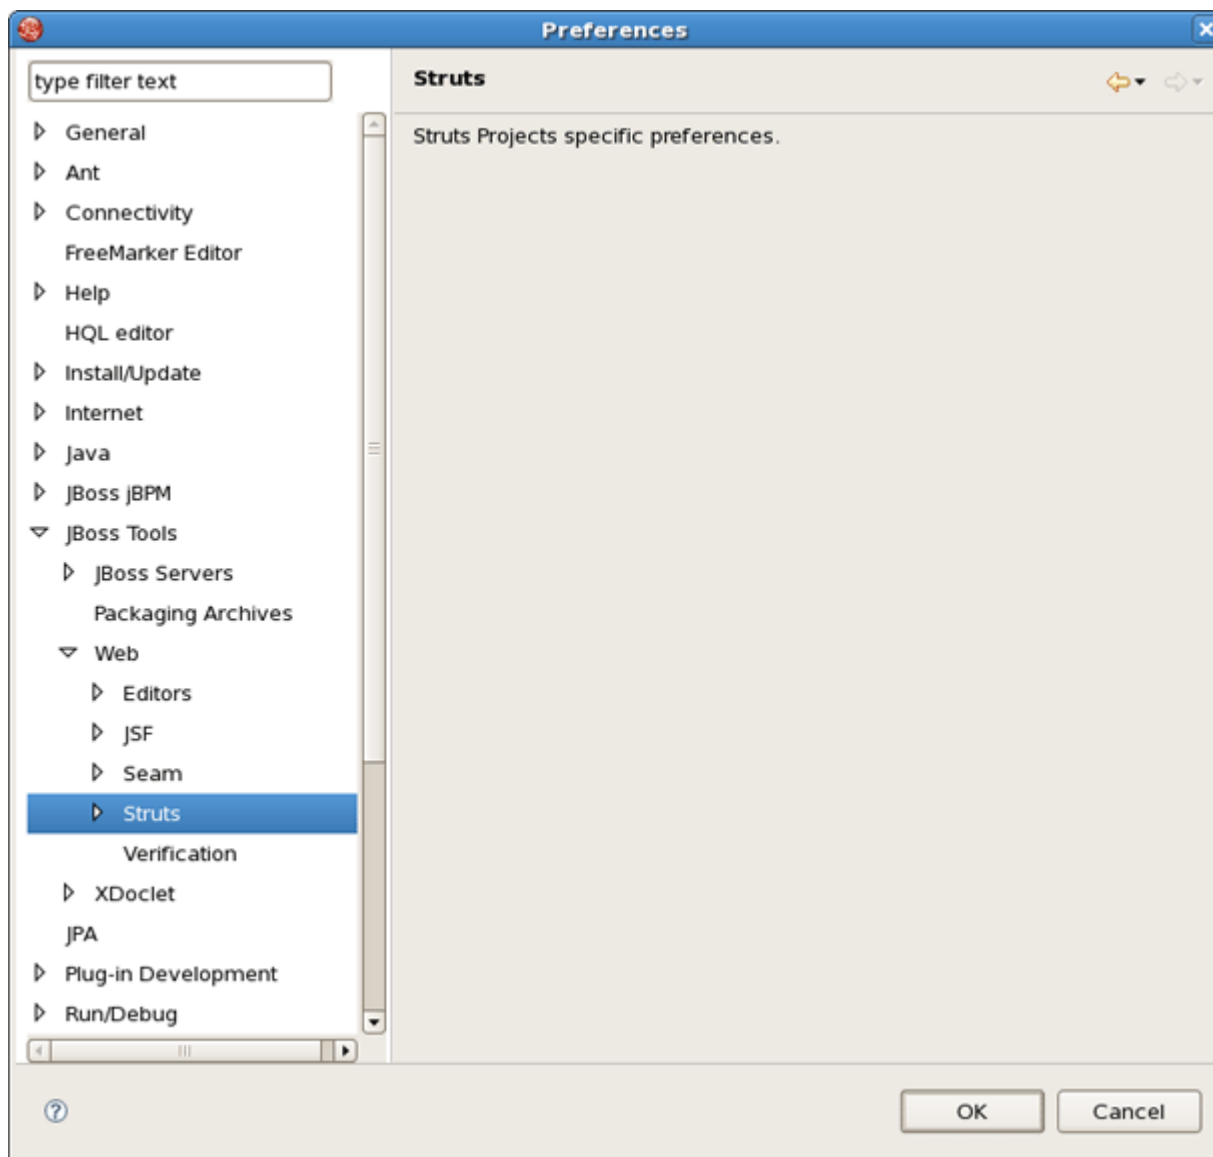 Preferences
type filter text
General
Ant
Connectivity
FreeMarker Editor
Help
HQL editor
Install/Update
Internet
Java
JBoss jBPM
JBoss Tools
JBoss Servers
Packaging Archives
Web
Editors
JSF
Seam
Struts
Verification
XDoclet
JPA
Plug-in Development
Run/Debug
Struts
Struts Projects specific preferences.
OK
Cancel